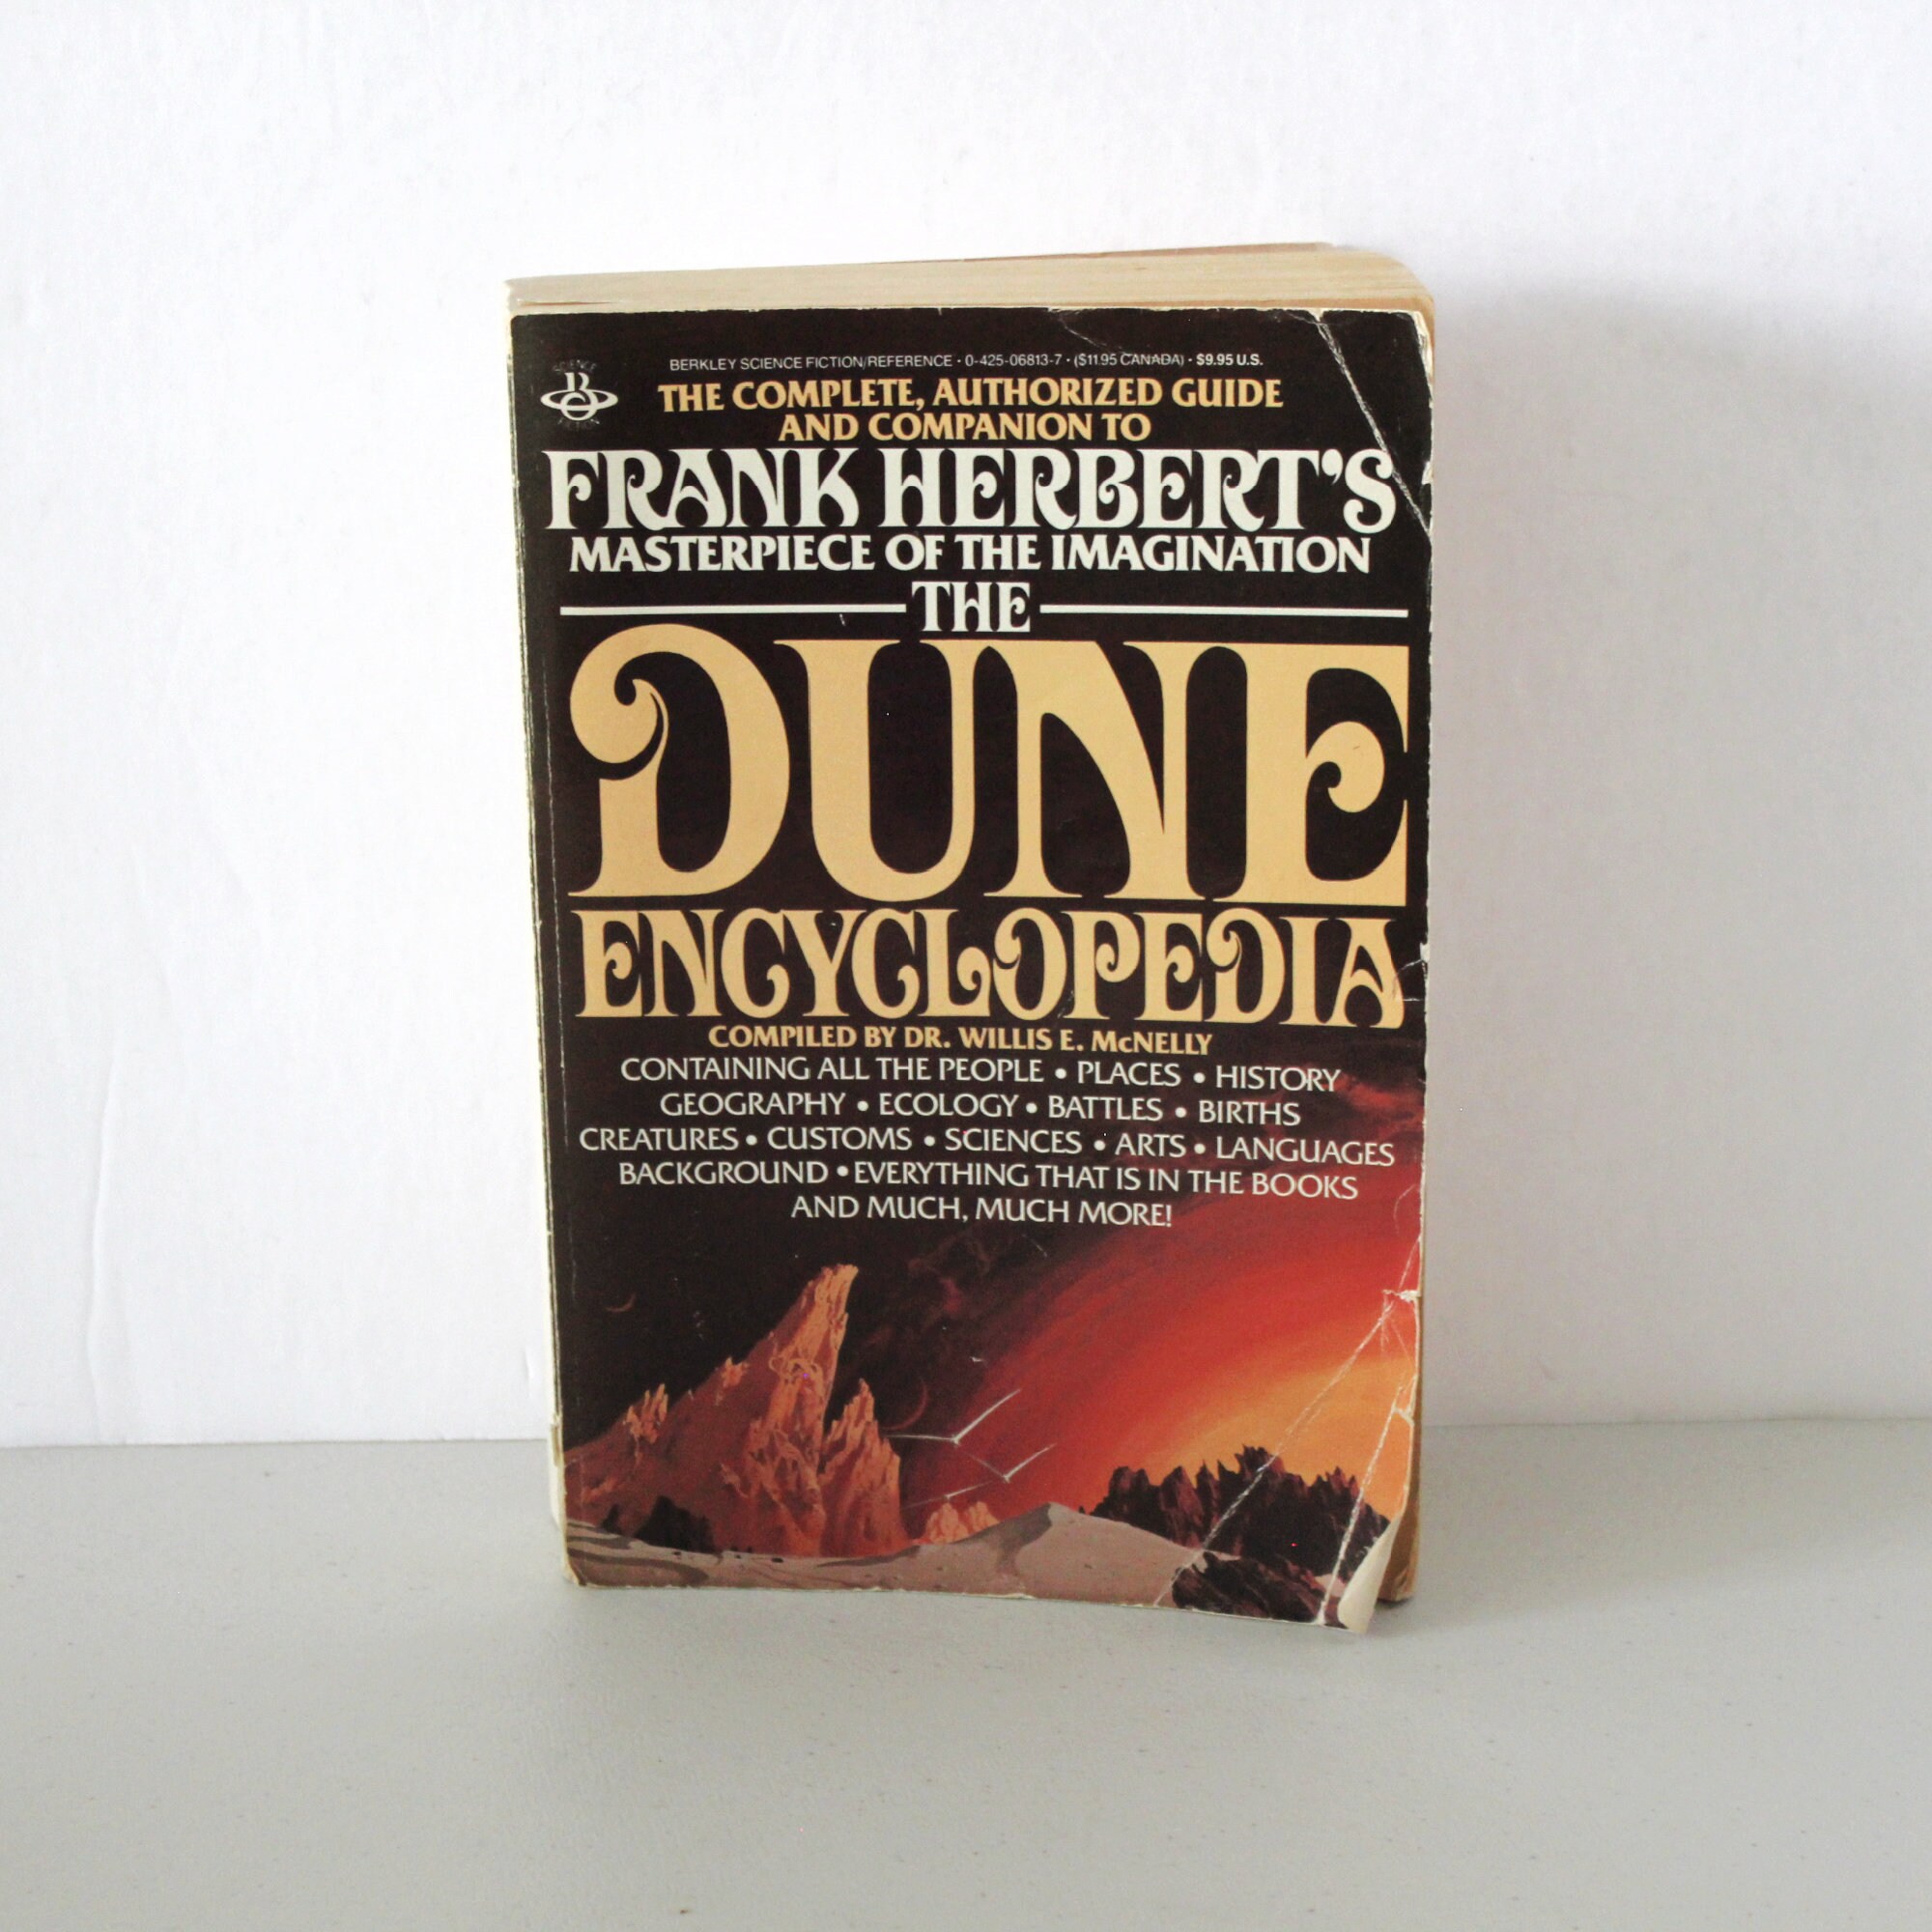 BERKLEY SCIENCE FICTION/REFERENCE • 0-425-06813-7 • ($11.95 CANADA) • $9.95 U.S.
SCIENCE
B
FICTION
THE COMPLETE, AUTHORIZED GUIDE
AND COMPANION TO
FRANK HERBERT'S
MASTERPIECE OF THE IMAGINATION
THE
DUNE
ENCYCLOPEDIA
COMPILED BY DR. WILLIS E. McNELLY
CONTAINING ALL THE PEOPLE • PLACES • HISTORY
GEOGRAPHY • ECOLOGY • BATTLES • BIRTHS
CREATURES • CUSTOMS • SCIENCES • ARTS • LANGUAGES
BACKGROUND • EVERYTHING THAT IS IN THE BOOKS
AND MUCH, MUCH MORE!